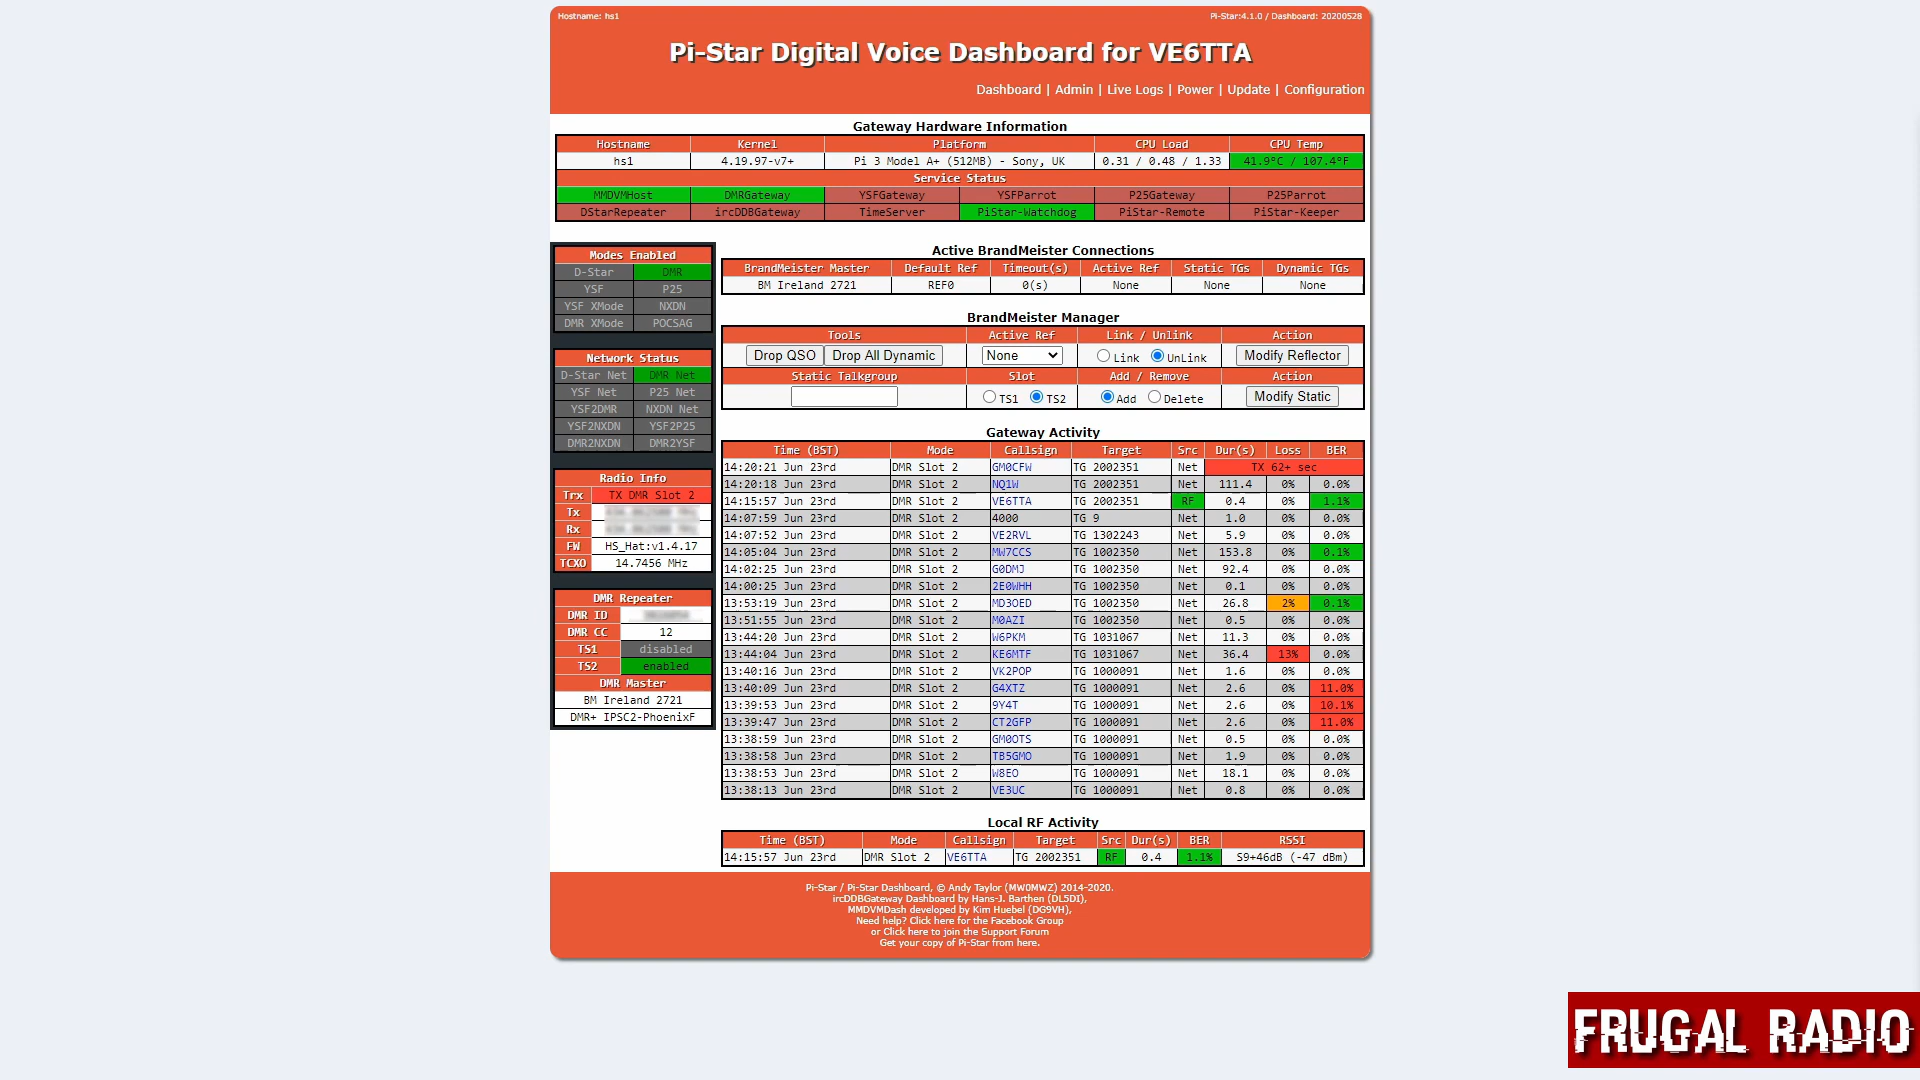 Hostname: hs1
Pi-Star:4.1.0 / Dashboard: 20200528
Pi-Star Digital Voice Dashboard for VE6TTA
Dashboard | Admin | Live Logs | Power | Update | Configuration
Gateway Hardware Information
Hostname Kernel Platform CPU Load CPU Temp
hs1 4.19.97-v7+ Pi 3 Model A+ (512MB) - Sony, UK 0.31 / 0.48 / 1.33 41.9°C / 107.4°F
Service Status
MMDVMHost DMRGateway YSFGateway YSFParrot P25Gateway P25Parrot
DStarRepeater ircDDBGateway TimeServer PiStar-Watchdog PiStar-Remote PiStar-Keeper
Modes Enabled
D-Star DMR
YSF P25
YSF XMode NXDN
DMR XMode POCSAG
Network Status
D-Star Net DMR Net
YSF Net P25 Net
YSF2DMR NXDN Net
YSF2NXDN YSF2P25
DMR2NXDN DMR2YSF
Radio Info
Trx TX DMR Slot 2
Tx
Rx
FW HS_Hat:v1.4.17
TCXO 14.7456 MHz
DMR Repeater
DMR ID
DMR CC 12
TS1 disabled
TS2 enabled
DMR Master
BM Ireland 2721
DMR+ IPSC2-PhoenixF
Active BrandMeister Connections
BrandMeister Master Default Ref Timeout(s) Active Ref Static TGs Dynamic TGs
BM Ireland 2721 REF0 0(s) None None None
BrandMeister Manager
Tools Active Ref Link / Unlink Action
Drop QSO Drop All Dynamic None Link UnLink Modify Reflector
Static Talkgroup Slot Add / Remove Action
TS1 TS2 Add Delete Modify Static
Gateway Activity
Time (BST) Mode Callsign Target Src Dur(s) Loss BER
14:20:21 Jun 23rd DMR Slot 2 GM0CFW TG 2002351 Net TX 62+ sec
14:20:18 Jun 23rd DMR Slot 2 NQ1W TG 2002351 Net 111.4 0% 0.0%
14:15:57 Jun 23rd DMR Slot 2 VE6TTA TG 2002351 RF 0.4 0% 1.1%
14:07:59 Jun 23rd DMR Slot 2 4000 TG 9 Net 1.0 0% 0.0%
14:07:52 Jun 23rd DMR Slot 2 VE2RVL TG 1302243 Net 5.9 0% 0.0%
14:05:04 Jun 23rd DMR Slot 2 MW7CCS TG 1002350 Net 153.8 0% 0.1%
14:02:25 Jun 23rd DMR Slot 2 G0DMJ TG 1002350 Net 92.4 0% 0.0%
14:00:25 Jun 23rd DMR Slot 2 2E0WHH TG 1002350 Net 0.1 0% 0.0%
13:53:19 Jun 23rd DMR Slot 2 MD3OED TG 1002350 Net 26.8 2% 0.1%
13:51:55 Jun 23rd DMR Slot 2 M0AZI TG 1002350 Net 0.5 0% 0.0%
13:44:20 Jun 23rd DMR Slot 2 W6PKM TG 1031067 Net 11.3 0% 0.0%
13:44:04 Jun 23rd DMR Slot 2 KE6MTF TG 1031067 Net 36.4 13% 0.0%
13:40:16 Jun 23rd DMR Slot 2 VK2POP TG 1000091 Net 1.6 0% 0.0%
13:40:09 Jun 23rd DMR Slot 2 G4XTZ TG 1000091 Net 2.6 0% 11.0%
13:39:53 Jun 23rd DMR Slot 2 9Y4T TG 1000091 Net 2.6 0% 10.1%
13:39:47 Jun 23rd DMR Slot 2 CT2GFP TG 1000091 Net 2.6 0% 11.0%
13:38:59 Jun 23rd DMR Slot 2 GM0OTS TG 1000091 Net 0.5 0% 0.0%
13:38:58 Jun 23rd DMR Slot 2 TB5GMO TG 1000091 Net 1.9 0% 0.0%
13:38:53 Jun 23rd DMR Slot 2 W8EO TG 1000091 Net 18.1 0% 0.0%
13:38:13 Jun 23rd DMR Slot 2 VE3UC TG 1000091 Net 0.8 0% 0.0%
Local RF Activity
Time (BST) Mode Callsign Target Src Dur(s) BER RSSI
14:15:57 Jun 23rd DMR Slot 2 VE6TTA TG 2002351 RF 0.4 1.1% S9+46dB (-47 dBm)
Pi-Star / Pi-Star Dashboard, © Andy Taylor (MW0MWZ) 2014-2020.
ircDDBGateway Dashboard by Hans-J. Barthen (DL5DI),
MMDVMDash developed by Kim Huebel (DG9VH),
Need help? Click here for the Facebook Group
or Click here to join the Support Forum
Get your copy of Pi-Star from here.
FRUGAL RADIO